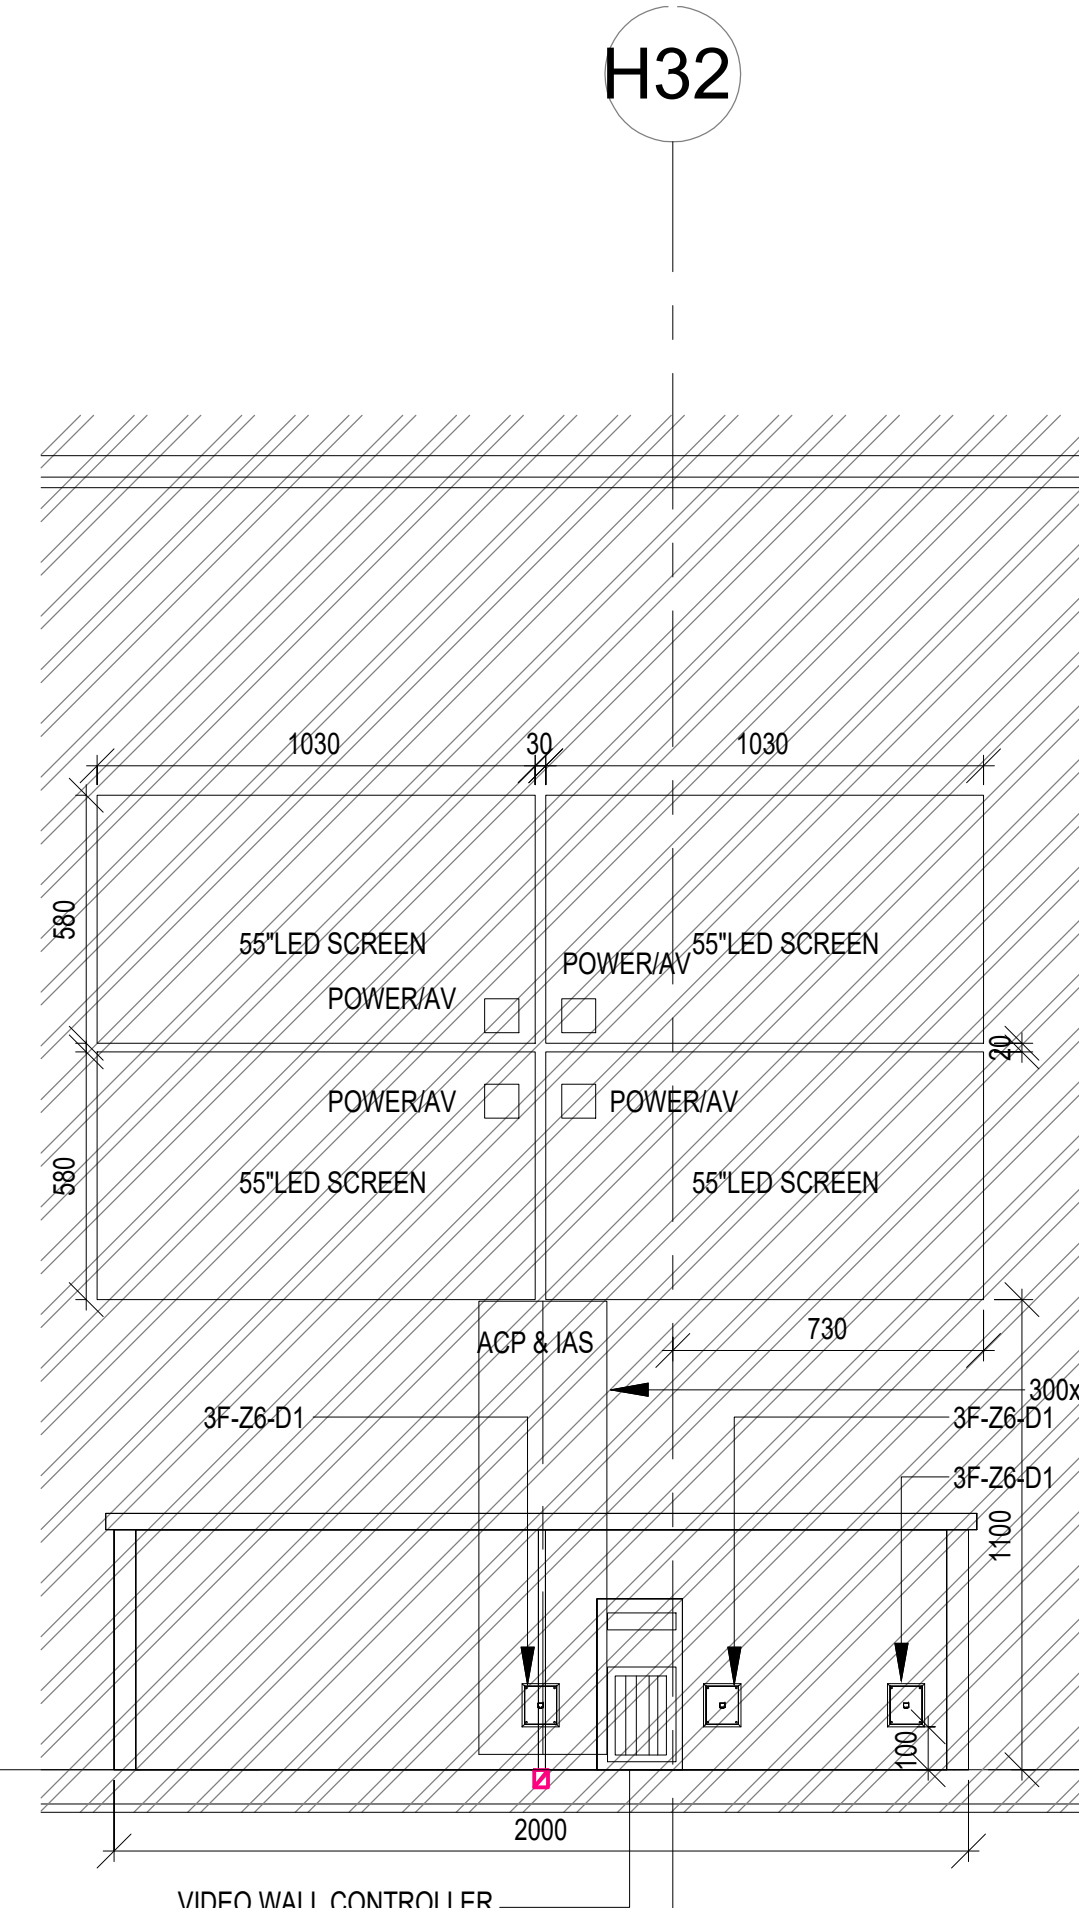 H32
1030
30
1030
580
55"LED SCREEN
55"LED SCREEN
POWER/AV
POWER/AV
20
POWER/AV
POWER/AV
580
55"LED SCREEN
55"LED SCREEN
730
ACP & IAS
300x
3F-Z6-D1
3F-Z6-D1
3F-Z6-D1
1100
100
2000
VIDEO WALL CONTROLLER